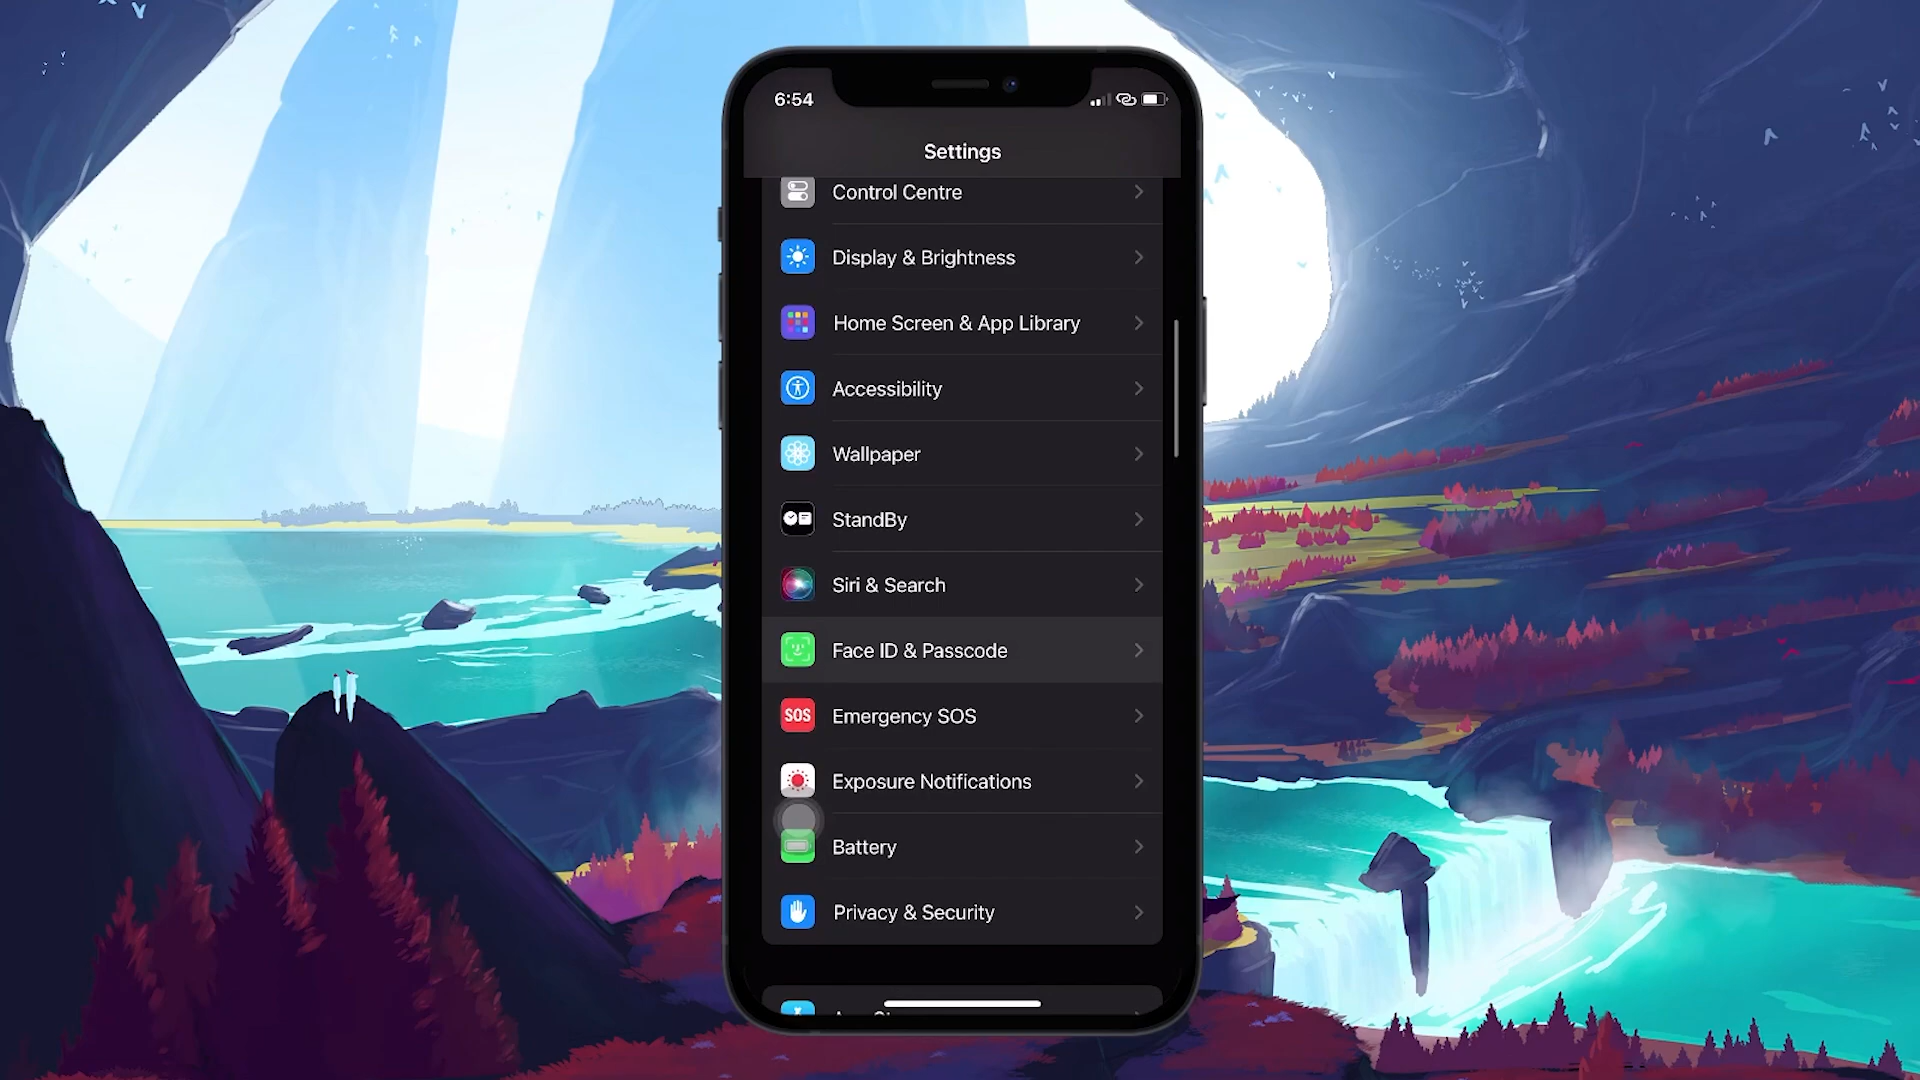 6:54
Settings
Control Centre
Display & Brightness
Home Screen & App Library
Accessibility
Wallpaper
StandBy
Siri & Search
Face ID & Passcode
SOS Emergency SOS
Exposure Notifications
Battery
Privacy & Security